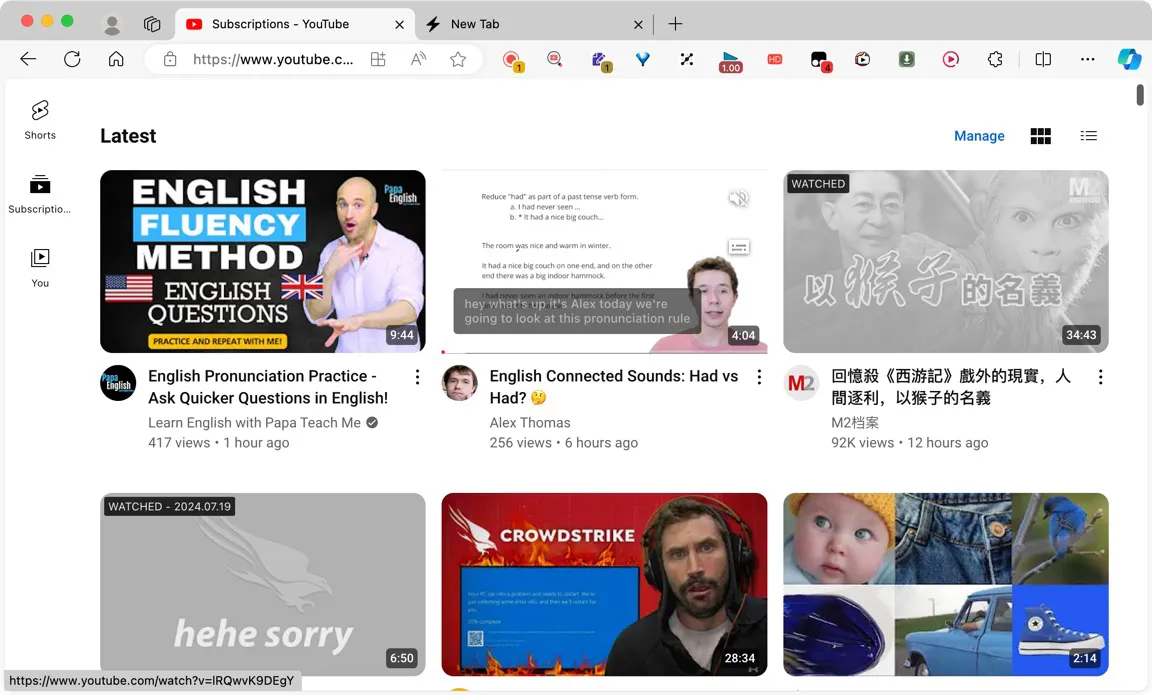 Subscriptions - YouTube
New Tab
https://www.youtube.c...
1
1
1.00
HD
4
Shorts
Subscriptio...
You
Latest
Manage
ENGLISH
FLUENCY
METHOD
ENGLISH
QUESTIONS
PRACTICE AND REPEAT WITH ME!
Papa
English
9:44
Reduce "had" as part of a past tense verb form.
a. I had never seen ...
b. * It had a nice big couch...
The room was nice and warm in winter.
It had a nice big couch on one end, and on the other
end there was a big indoor hammock.
I had never seen an indoor hammock before the first
hey what's up it's Alex today we're
going to look at this pronunciation rule
4:04
WATCHED
以猴子的名義
34:43
Papa
English
English Pronunciation Practice -
Ask Quicker Questions in English!
Learn English with Papa Teach Me
417 views • 1 hour ago
English Connected Sounds: Had vs
Had? 🤔
Alex Thomas
256 views • 6 hours ago
M2
回憶殺《西游记》戲外的現實，人
間逐利，以猴子的名義
M2档案
92K views • 12 hours ago
WATCHED - 2024.07.19
hehe sorry
6:50
CROWDSTRIKE
Your PC ran into a problem and needs to restart. We're
just collecting some error info, and then we'll restart for
you.
20% complete
28:34
2:14
https://www.youtube.com/watch?v=lRQwvK9DEgY